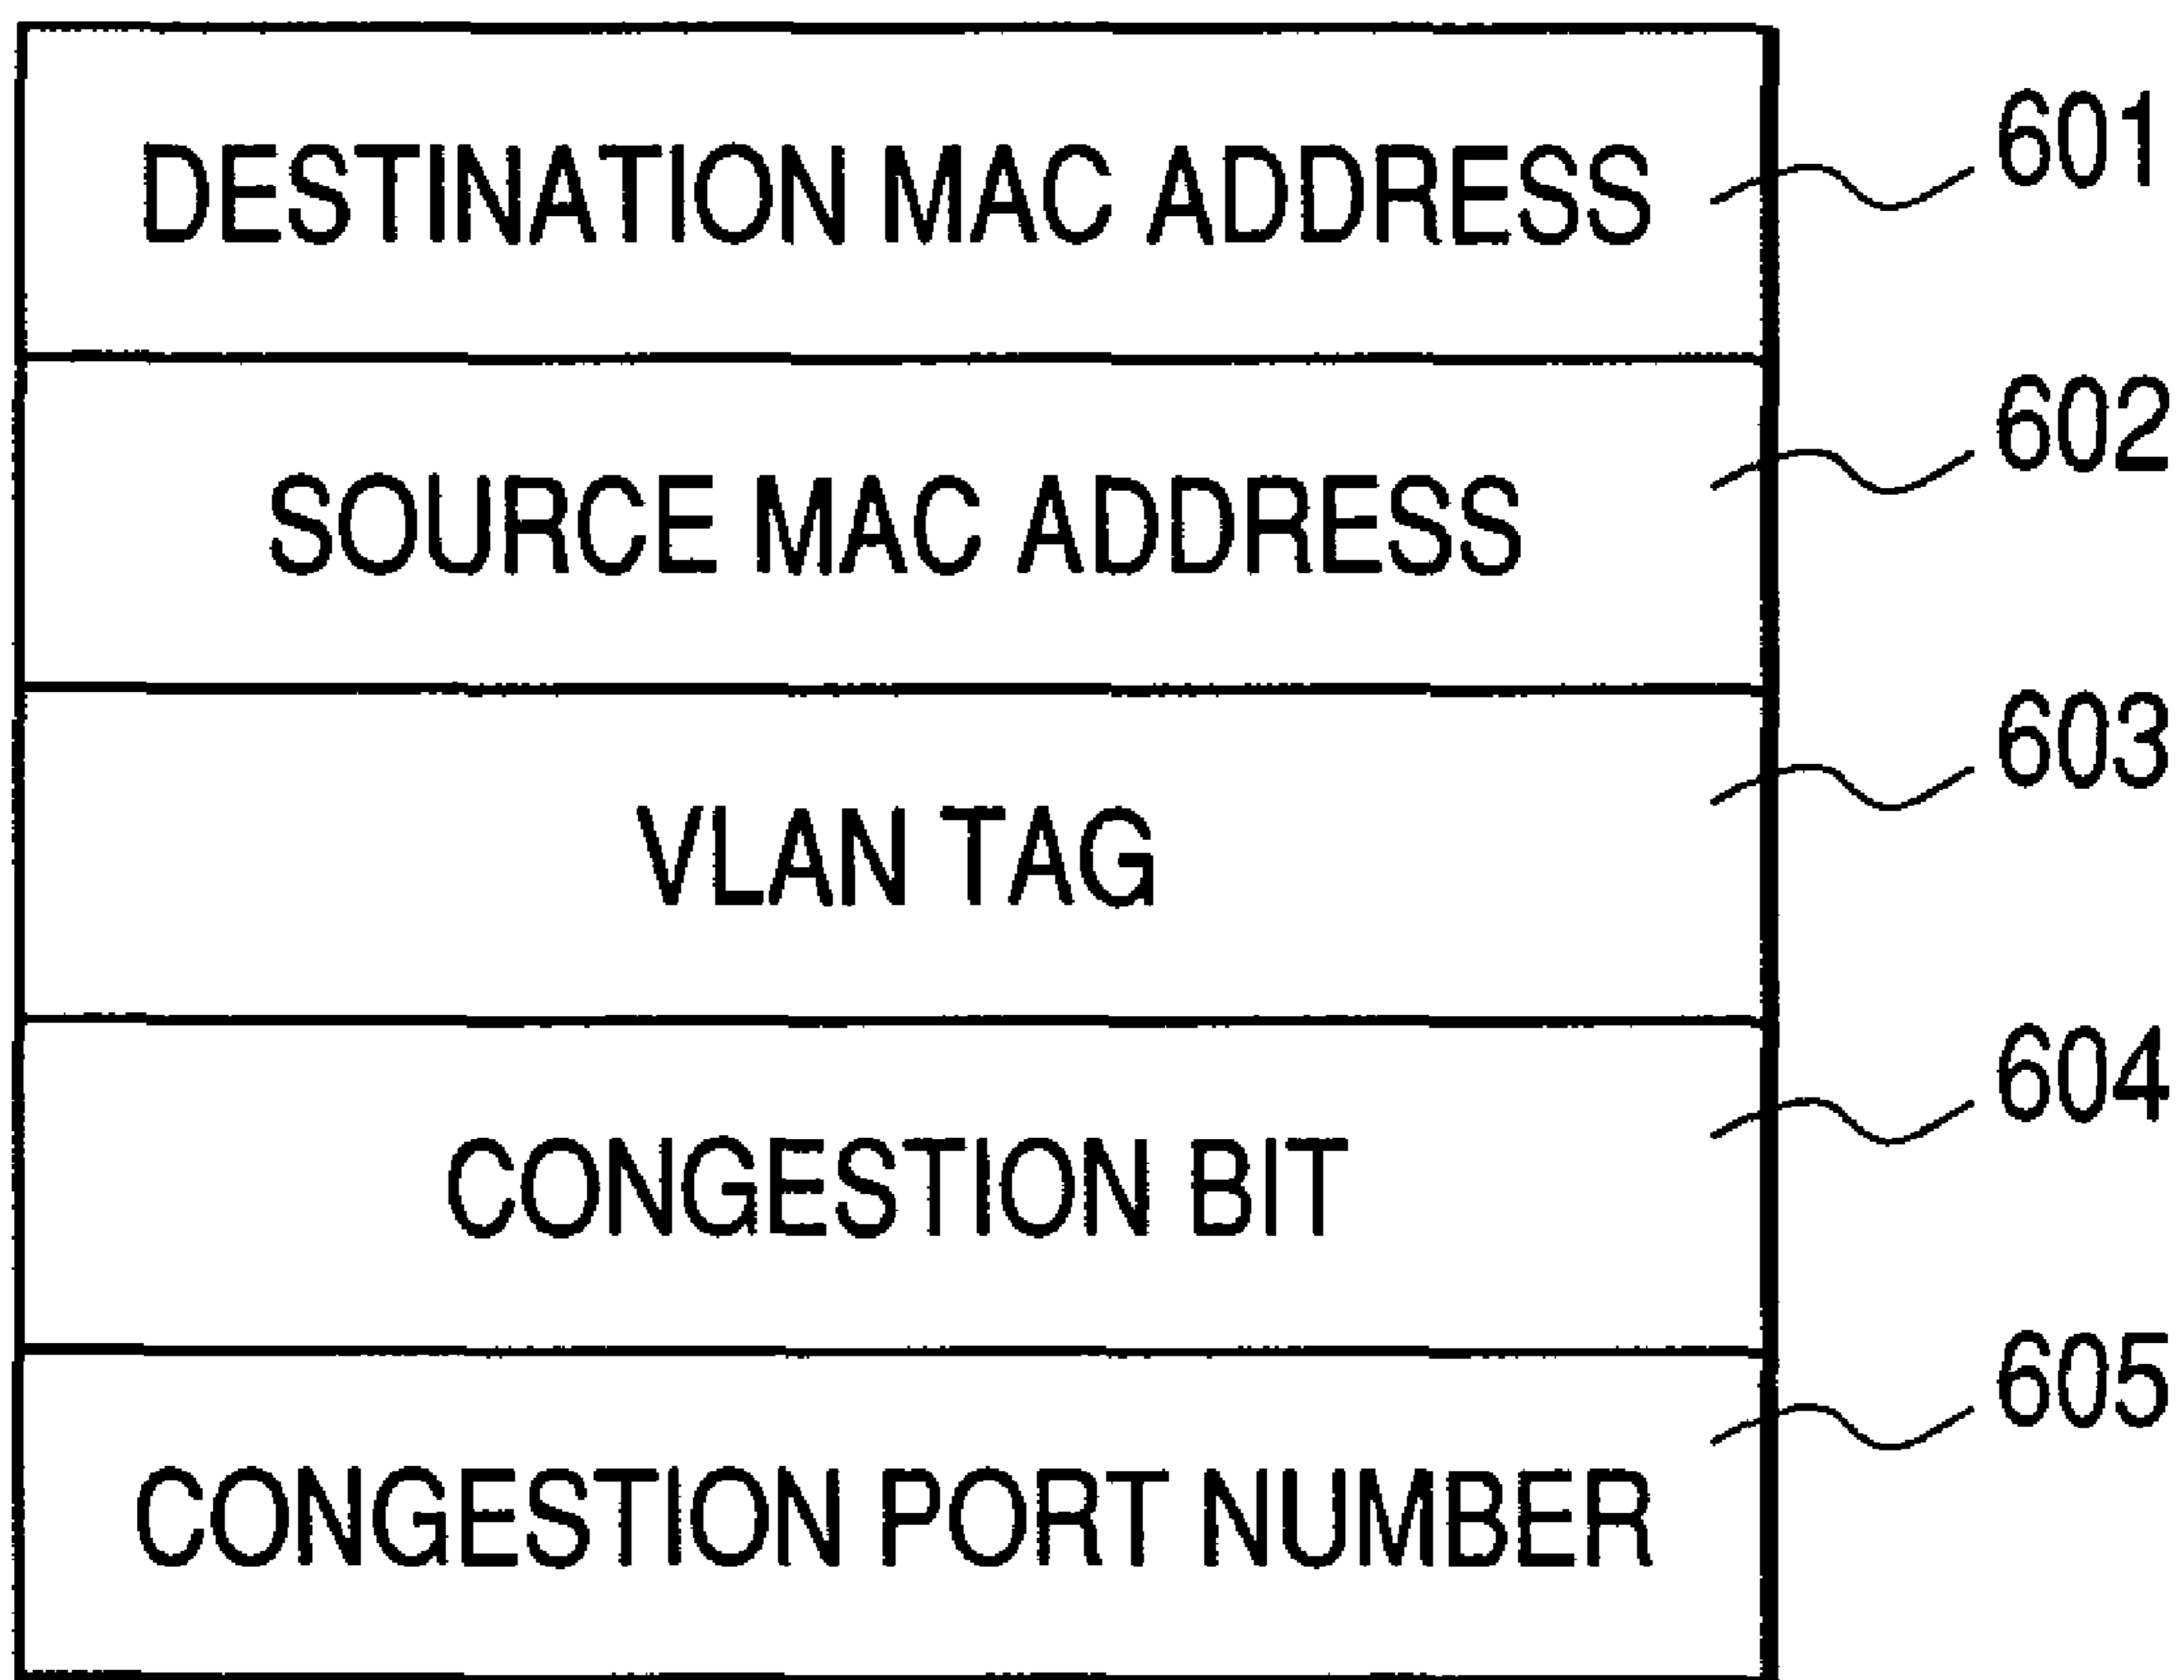 DESTINATION MAC ADDRESS 601
SOURCE MAC ADDRESS 602
VLAN TAG 603
CONGESTION BIT 604
CONGESTION PORT NUMBER 605